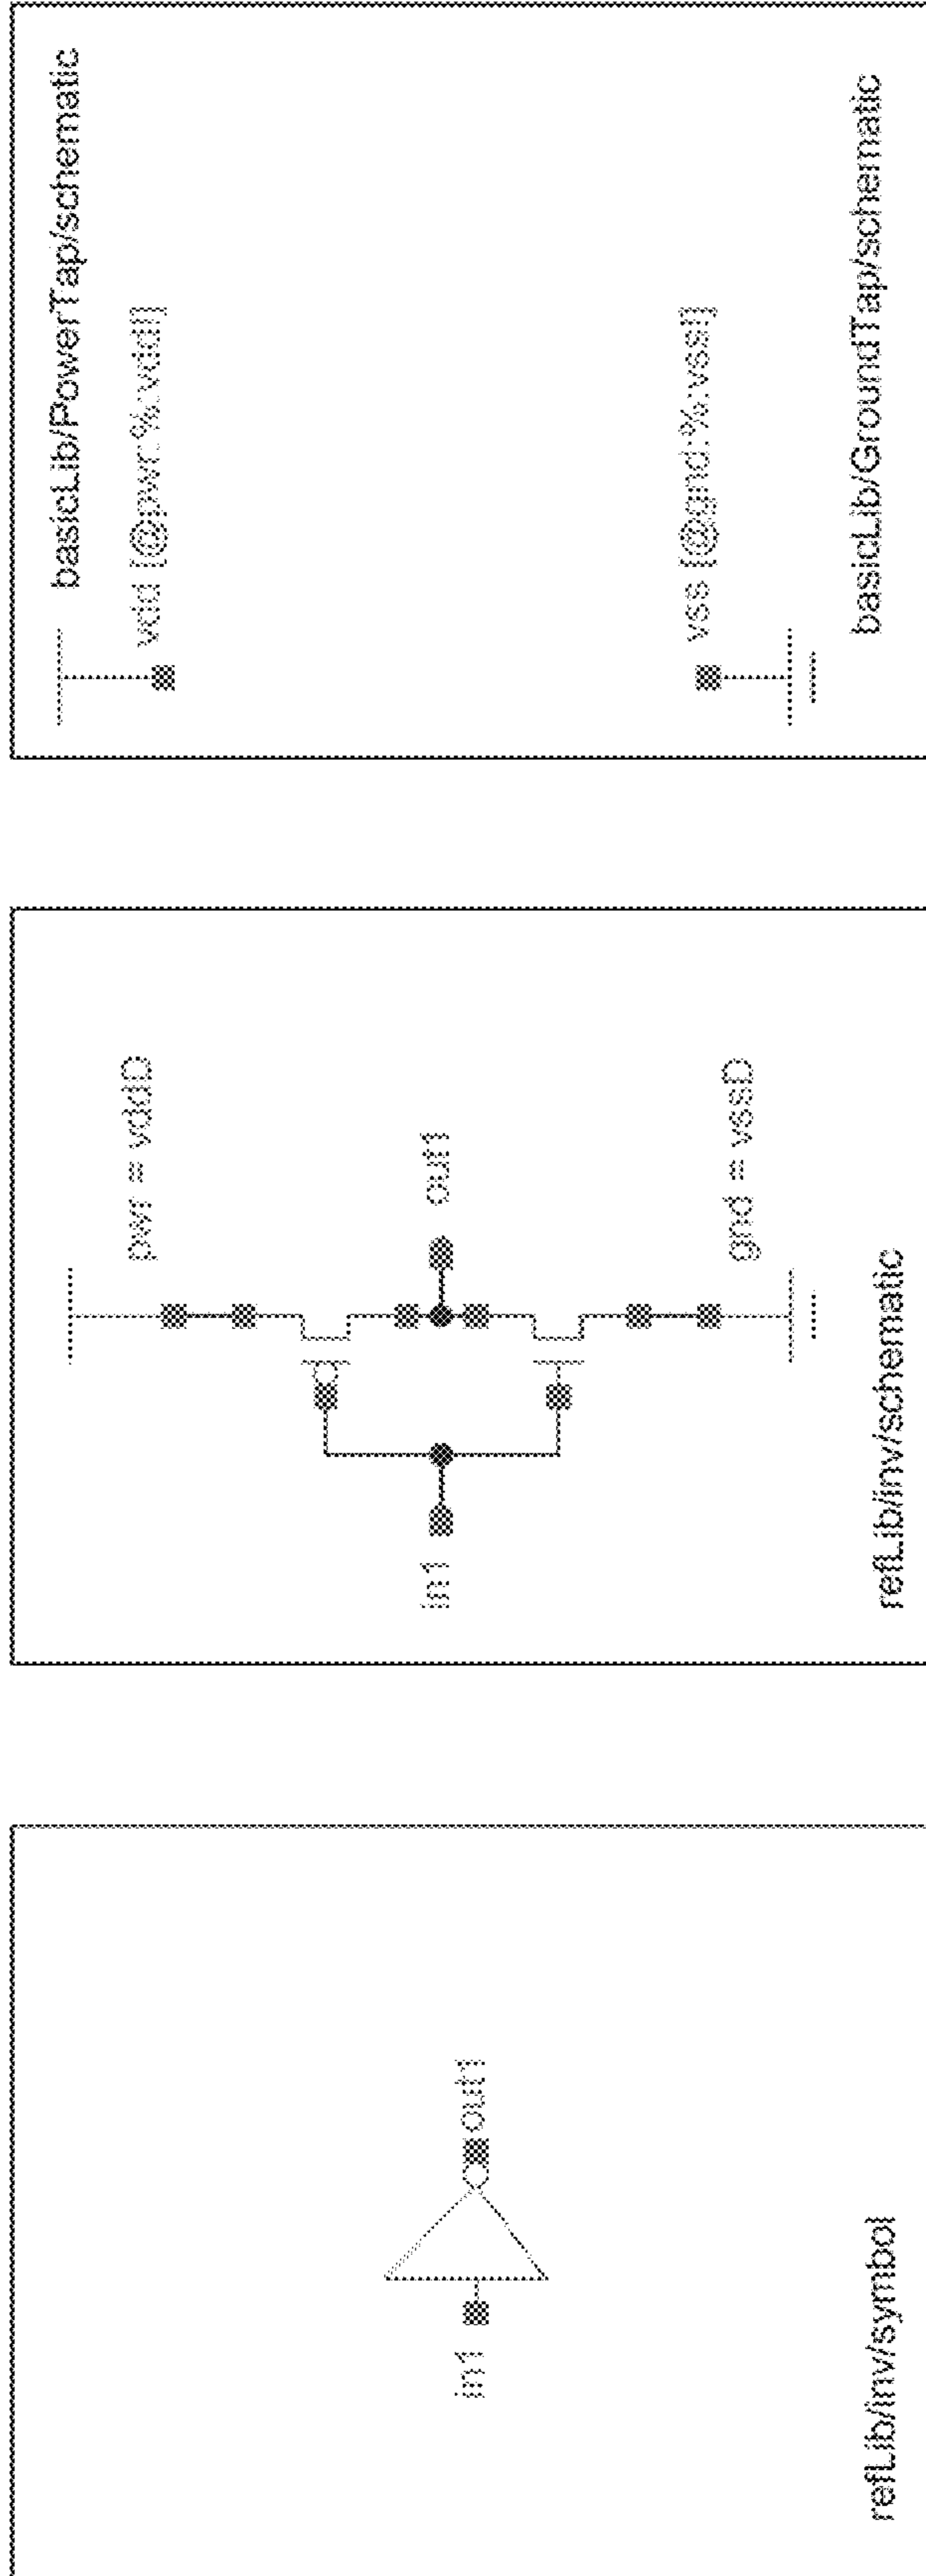 in1
out1
refLib/inv/symbol
pwr = vddD
in1
out1
gnd = vssD
refLib/inv/schematic
basicLib/PowerTap/schematic
vdd [@pwr:%:vdd!]
vss [@gnd:%:vss!]
basicLib/GroundTap/schematic